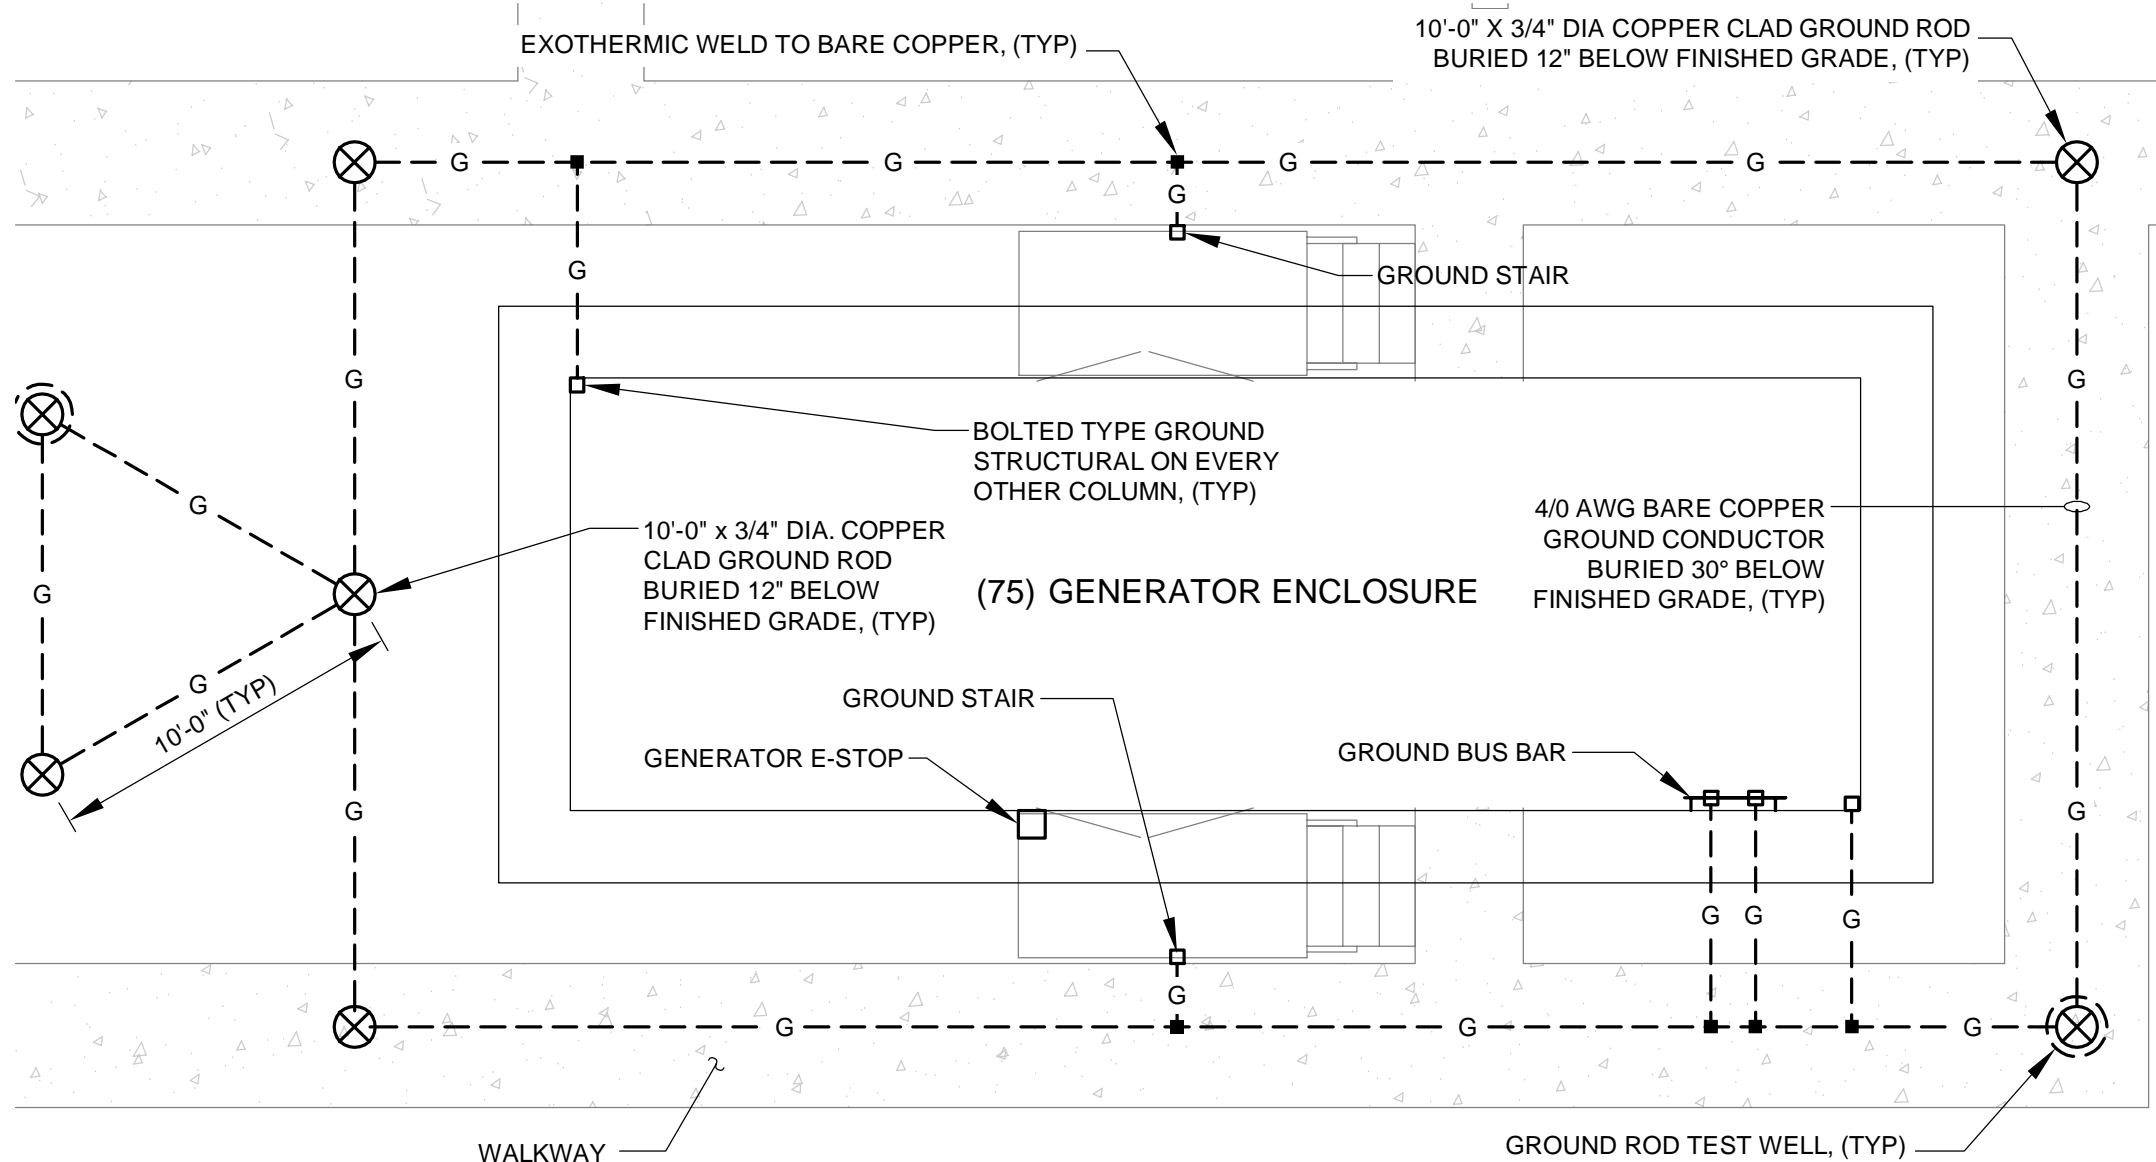 EXOTHERMIC WELD TO BARE COPPER, (TYP)
10'-0" X 3/4" DIA COPPER CLAD GROUND ROD
BURIED 12" BELOW FINISHED GRADE, (TYP)
G
G
G
G
G
G
GROUND STAIR
G
G
BOLTED TYPE GROUND
STRUCTURAL ON EVERY
OTHER COLUMN, (TYP)
G
10'-0" x 3/4" DIA. COPPER
CLAD GROUND ROD
BURIED 12" BELOW
FINISHED GRADE, (TYP)
(75) GENERATOR ENCLOSURE
4/0 AWG BARE COPPER
GROUND CONDUCTOR
BURIED 30° BELOW
FINISHED GRADE, (TYP)
G
G
10'-0" (TYP)
GROUND STAIR
GENERATOR E-STOP
GROUND BUS BAR
G
G
G
G
G
G
G
G
G
WALKWAY
GROUND ROD TEST WELL, (TYP)